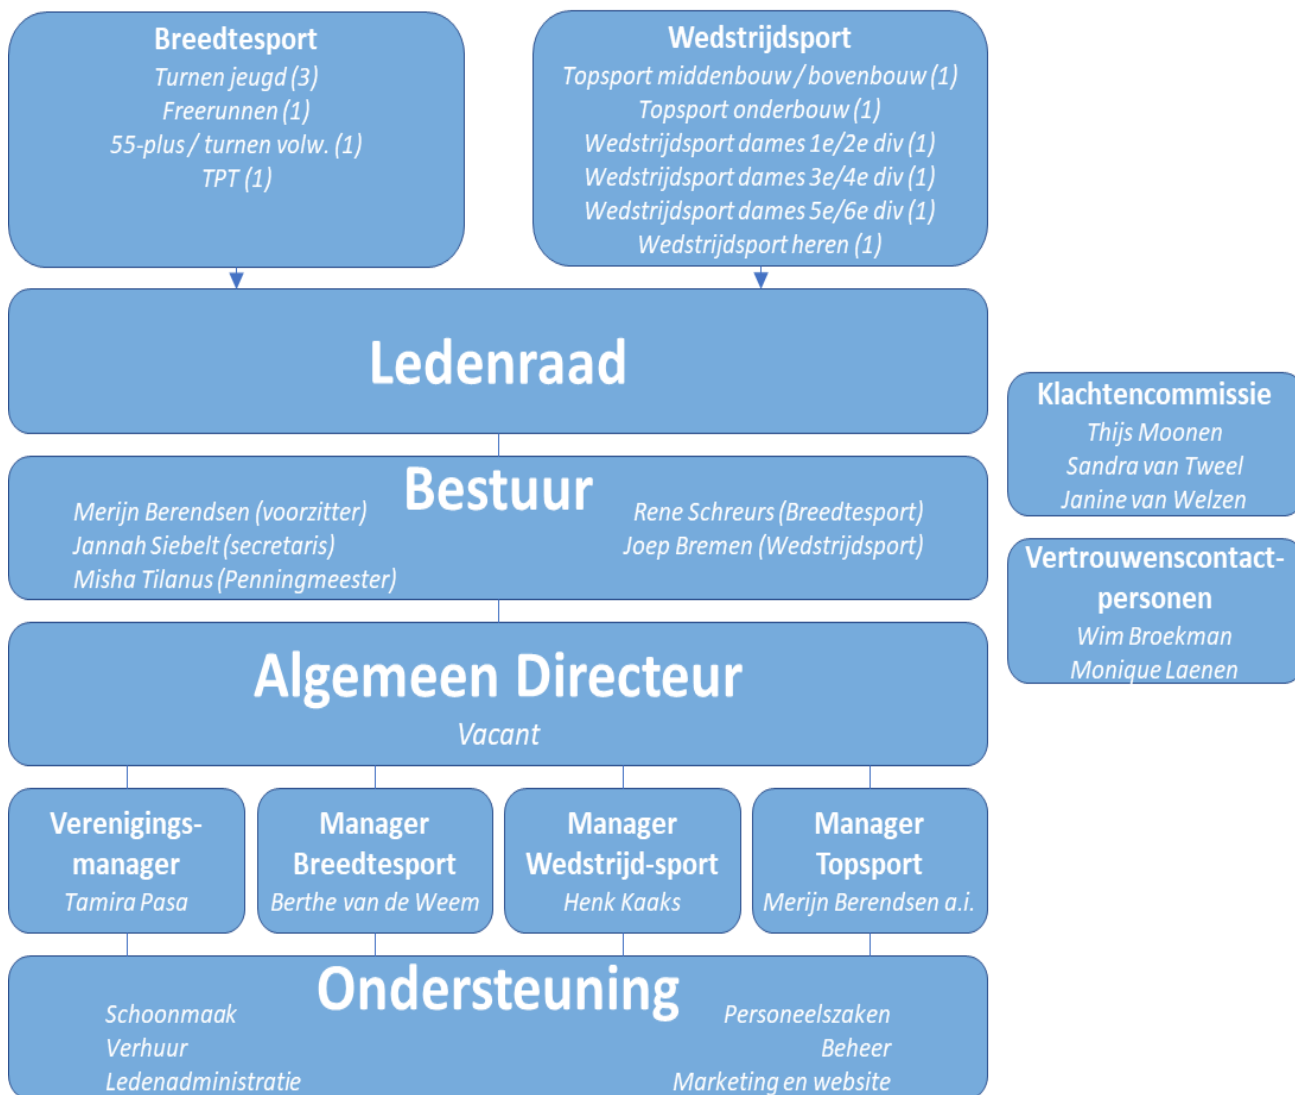 Breedtesport
Turnen jeugd (3)
Freerunnen (1)
55-plus / turnen volw. (1)
TPT (1)
Wedstrijdsport
Topsport middenbouw / bovenbouw (1)
Topsport onderbouw (1)
Wedstrijdsport dames 1e/2e div (1)
Wedstrijdsport dames 3e/4e div (1)
Wedstrijdsport dames 5e/6e div (1)
Wedstrijdsport heren (1)
Ledenraad
Klachtencommissie
Thijs Moonen
Sandra van Tweel
Janine van Welzen
Bestuur
Merijn Berendsen (voorzitter)
Jannah Siebelt (secretaris)
Misha Tilanus (Penningmeester)
Rene Schreurs (Breedtesport)
Joep Bremen (Wedstrijdsport)
Vertrouwenscontact-
personen
Wim Broekman
Monique Laenen
Algemeen Directeur
Vacant
Verenigings-
manager
Tamira Pasa
Manager
Breedtesport
Berthe van de Weem
Manager
Wedstrijd-sport
Henk Kaaks
Manager
Topsport
Merijn Berendsen a.i.
Ondersteuning
Schoonmaak
Verhuur
Ledenadministratie
Personeelszaken
Beheer
Marketing en website